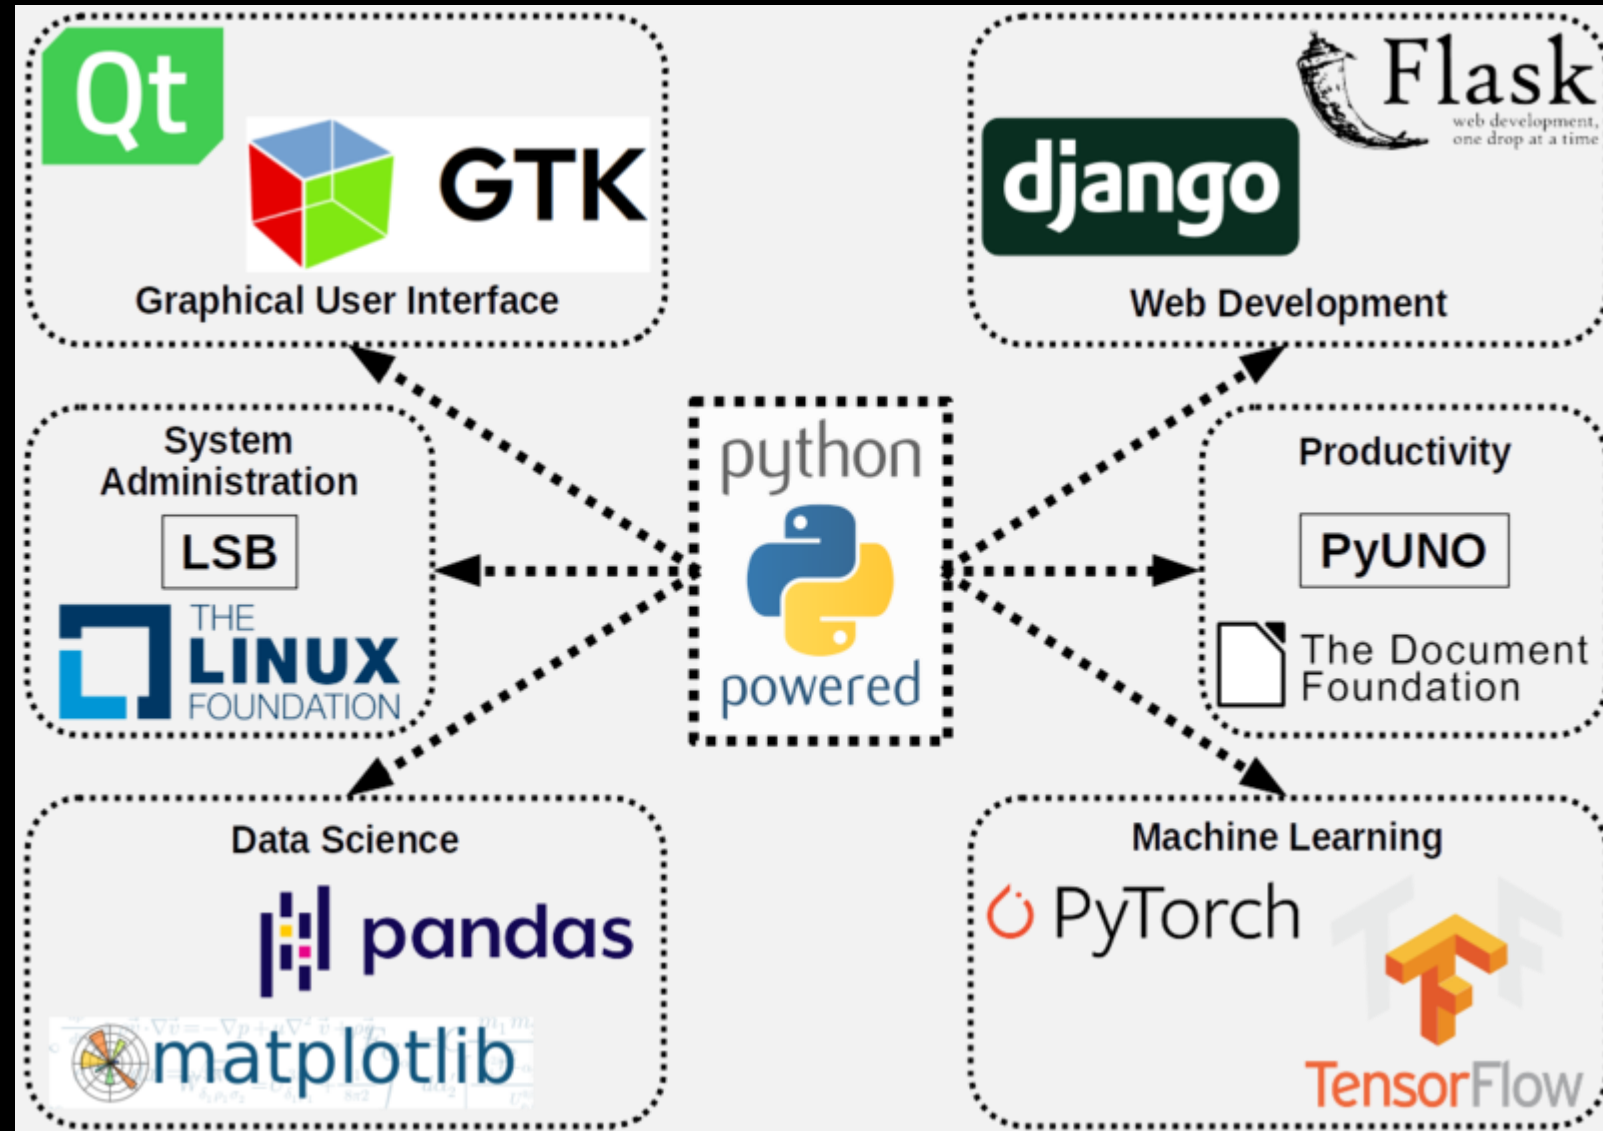 Qt
GTK
Graphical User Interface
Flask
web development,
one drop at a time
django
Web Development
System
Administration
LSB
THE
LINUX
FOUNDATION
python
powered
Productivity
PyUNO
The Document
Foundation
Data Science
pandas
matplotlib
Machine Learning
PyTorch
TF
TensorFlow